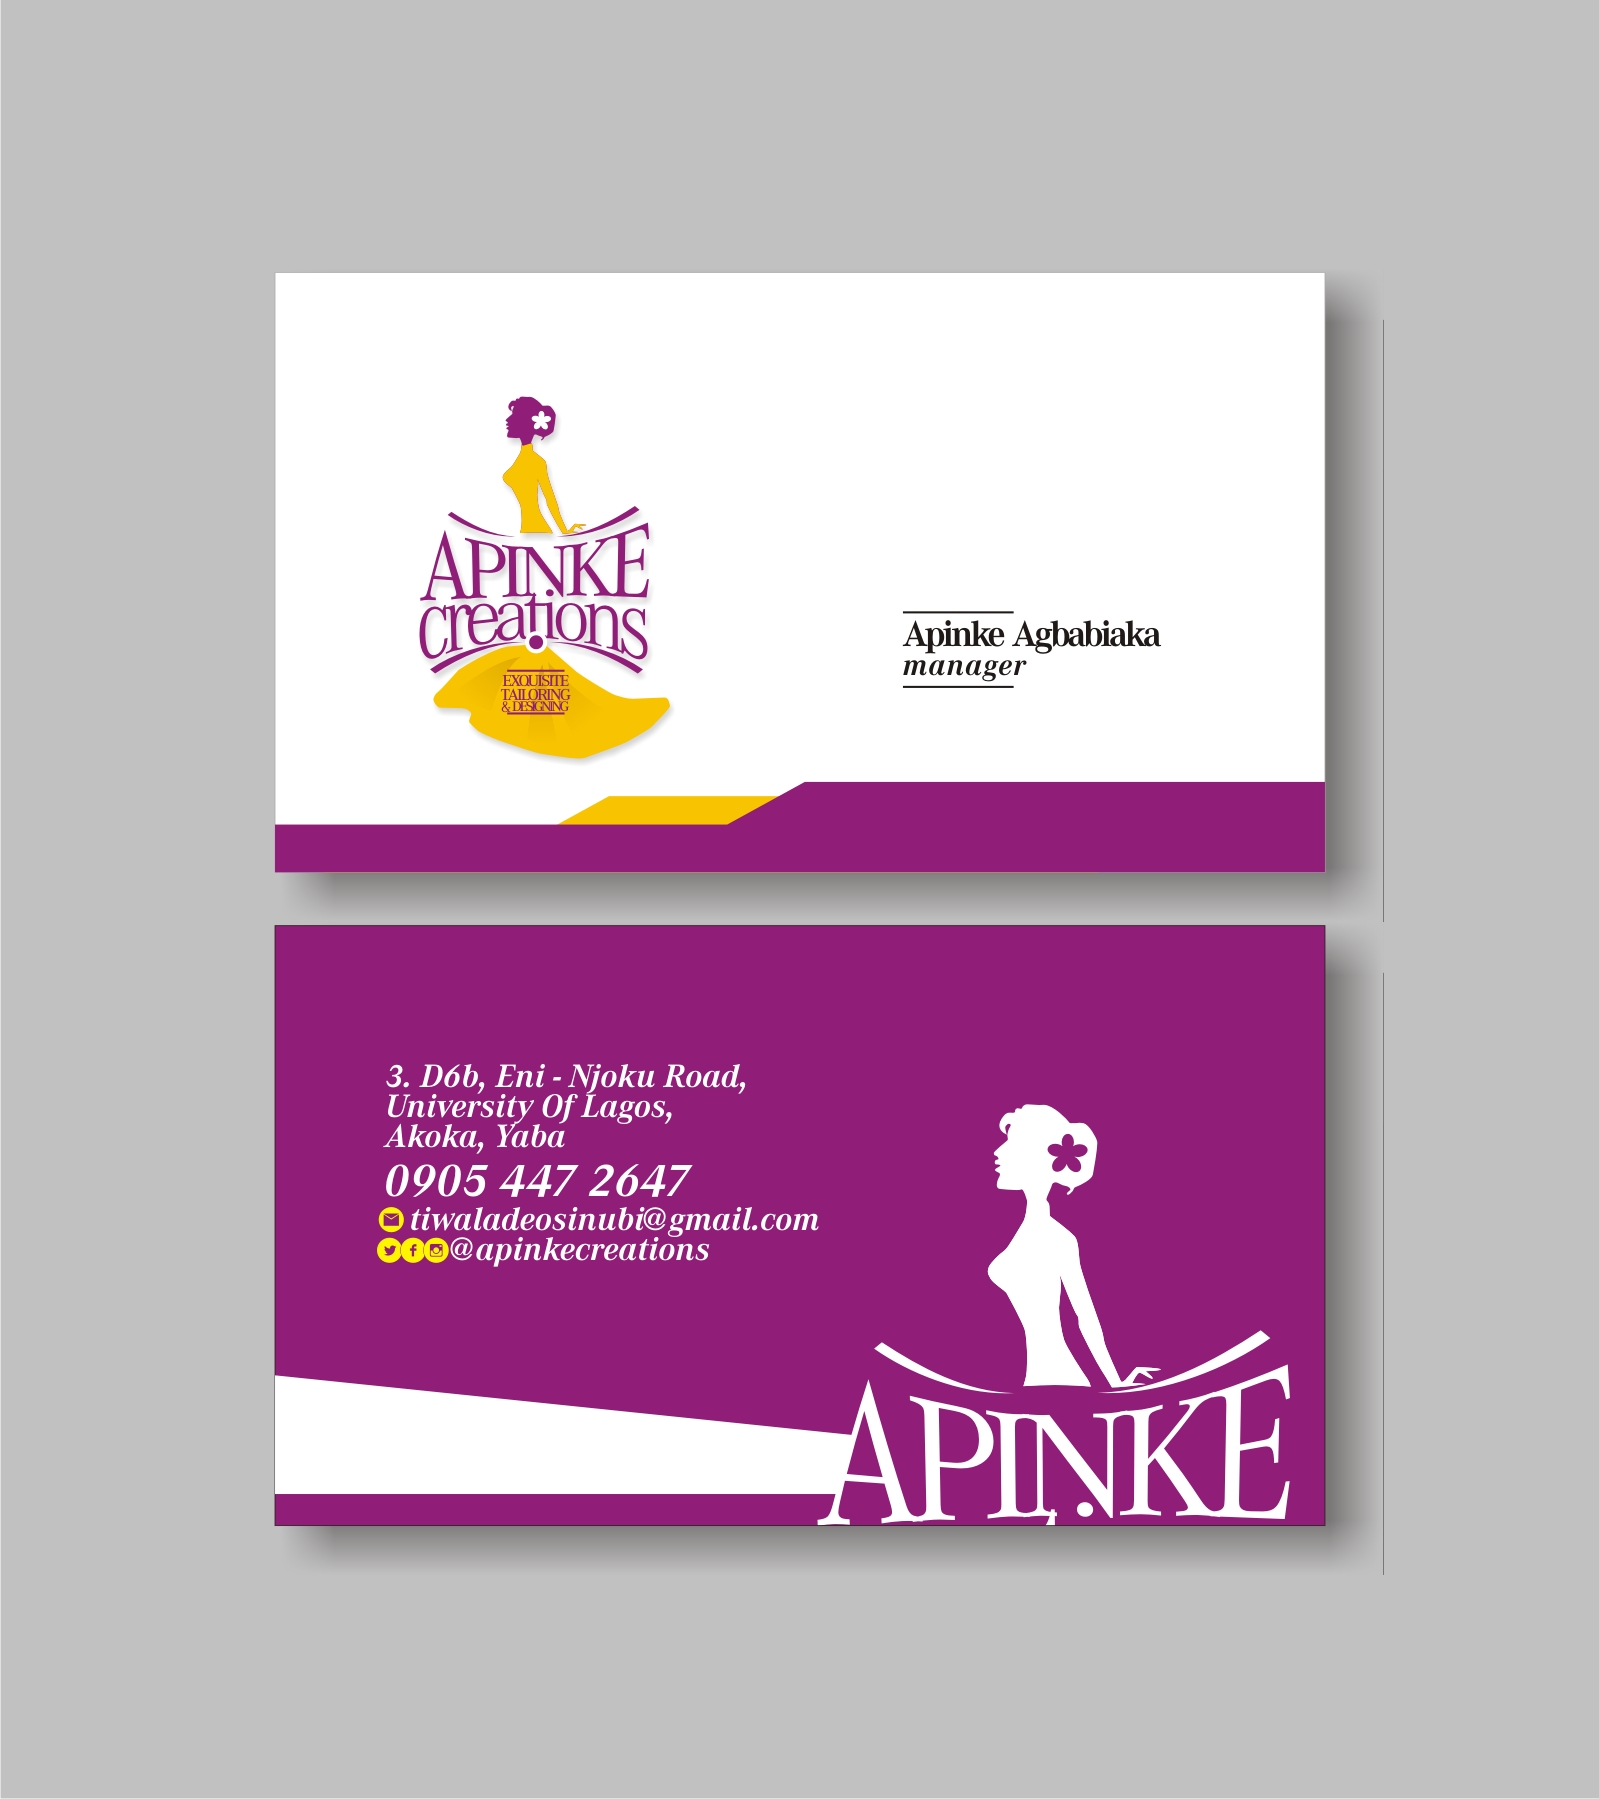 APINKE
creations
EXQUISITE
TAILORING
& DESIGNING
Apinke Agbabiaka
manager
3. D6b, Eni - Njoku Road,
University Of Lagos,
Akoka, Yaba
0905 447 2647
tiwaladeosinubi@gmail.com
@apinkecreations
APINKE